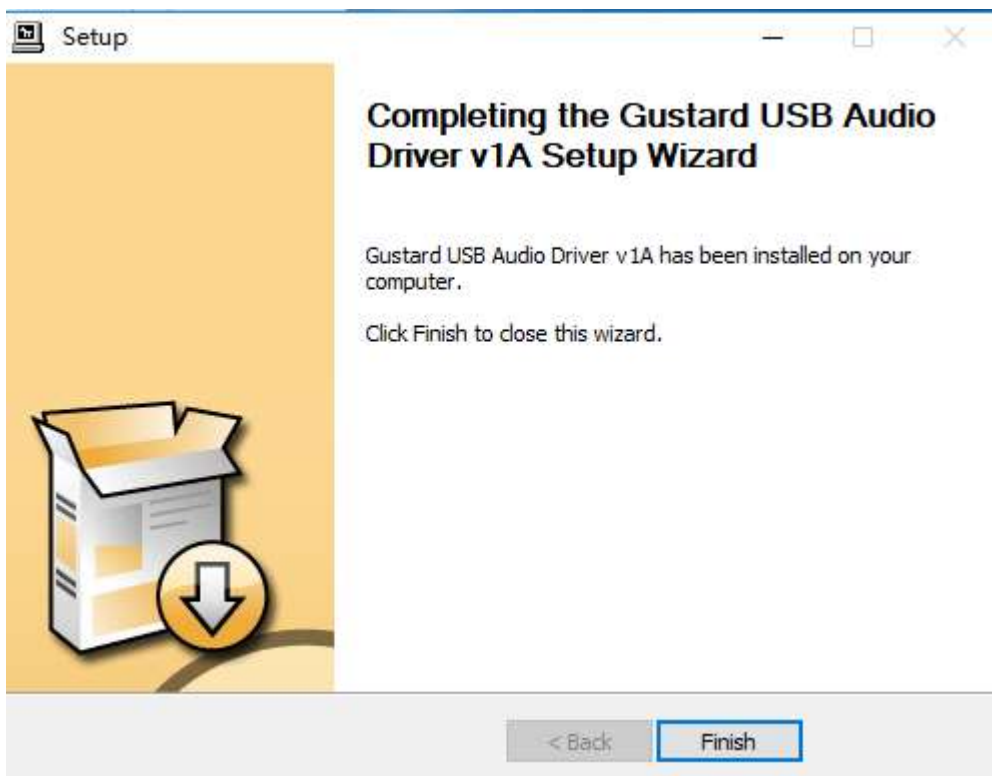 Setup
Completing the Gustard USB Audio
Driver v1A Setup Wizard
Gustard USB Audio Driver v1A has been installed on your
computer.
Click Finish to close this wizard.
< Back
Finish